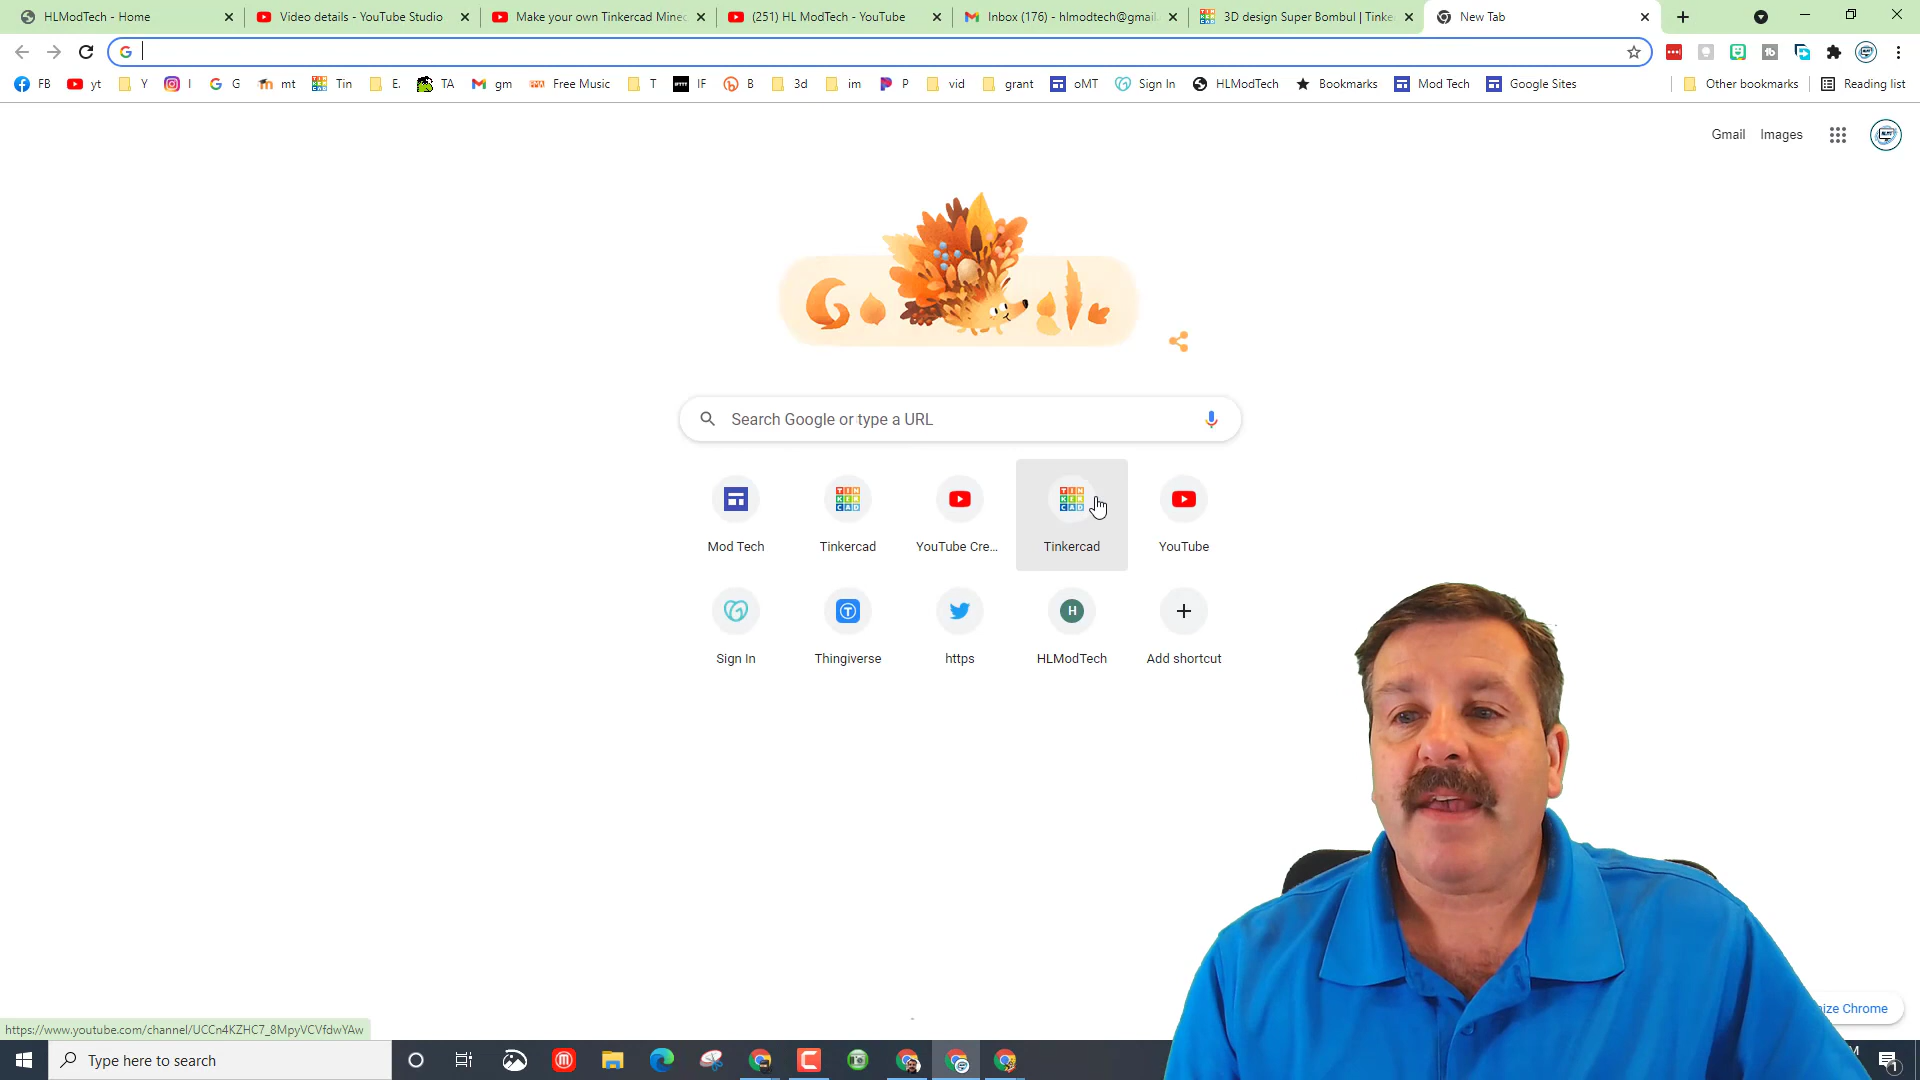 HLModTech - Home
Video details - YouTube Studio
Make your own Tinkercad Minec
(251) HL ModTech - YouTube
Inbox (176) - hlmodtech@gmail.
3D design Super Bombul | Tinke
New Tab
FB
yt
Y
I
G
mt
Tin
E.
TA
gm
Free Music
T
IF
B
3d
im
P
vid
grant
oMT
Sign In
HLModTech
Bookmarks
Mod Tech
Google Sites
Other bookmarks
Reading list
Gmail
Images
Search Google or type a URL
Mod Tech
Tinkercad
YouTube Cre...
Tinkercad
YouTube
Sign In
Thingiverse
https
HLModTech
Add shortcut
ize Chrome
https://www.youtube.com/channel/UCCn4KZHC7_8MpyVCVfdwYAw
Type here to search